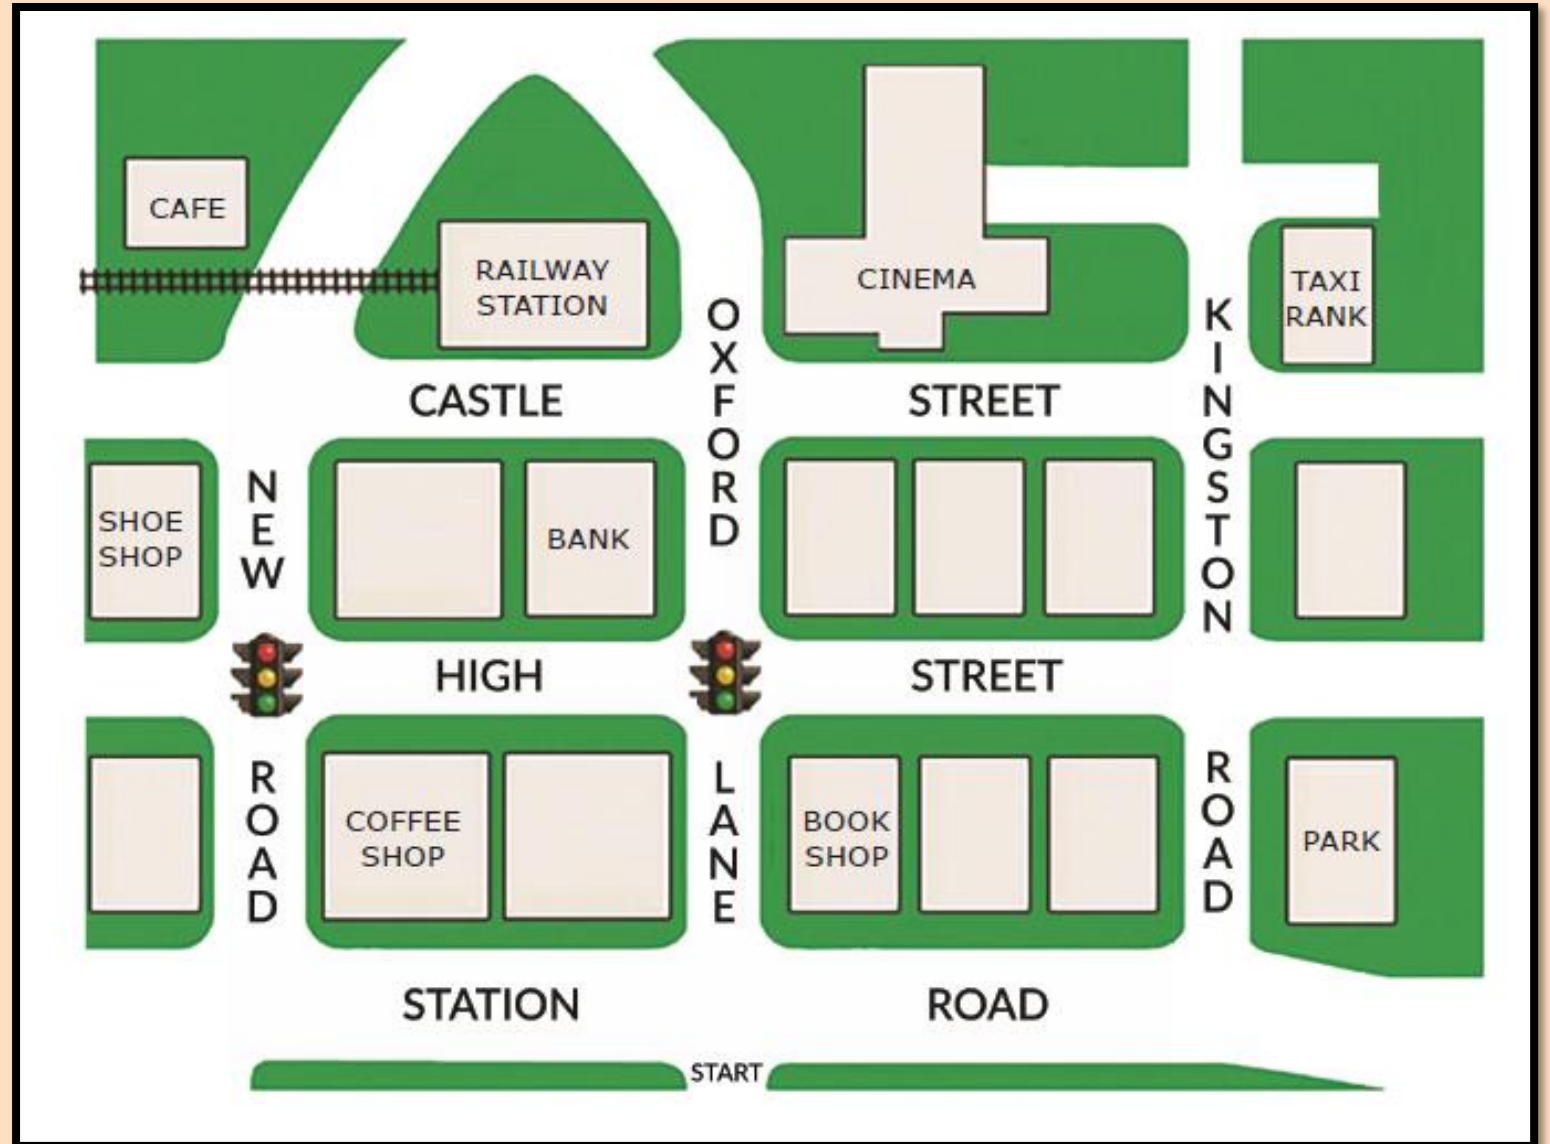 CAFE
RAILWAY
STATION
CINEMA
TAXI
RANK
CASTLE STREET
OXFORD LANE
KINGSTON ROAD
NEW ROAD
SHOE
SHOP
BANK
HIGH STREET
COFFEE
SHOP
BOOK
SHOP
PARK
STATION ROAD
START